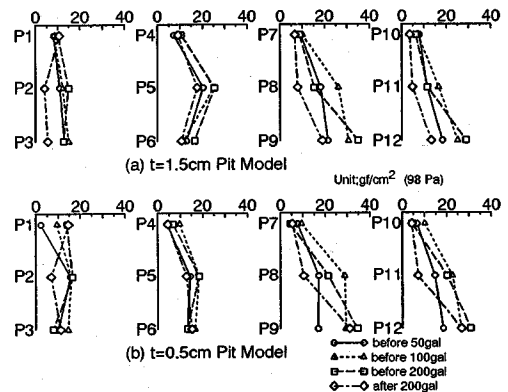 0 20 40 0 20 40 0 20 40 0 20 40
P1 P4 P7 P10
P2 P5 P8 P11
P3 P6 P9 P12
(a) t=1.5cm Pit Model
Unit;gf/cm² (98 Pa)
0 20 40 0 20 40 0 20 40 0 20 40
P1 P4 P7 P10
P2 P5 P8 P11
P3 P6 P9 P12
(b) t=0.5cm Pit Model
before 50gal
before 100gal
before 200gal
after 200gal